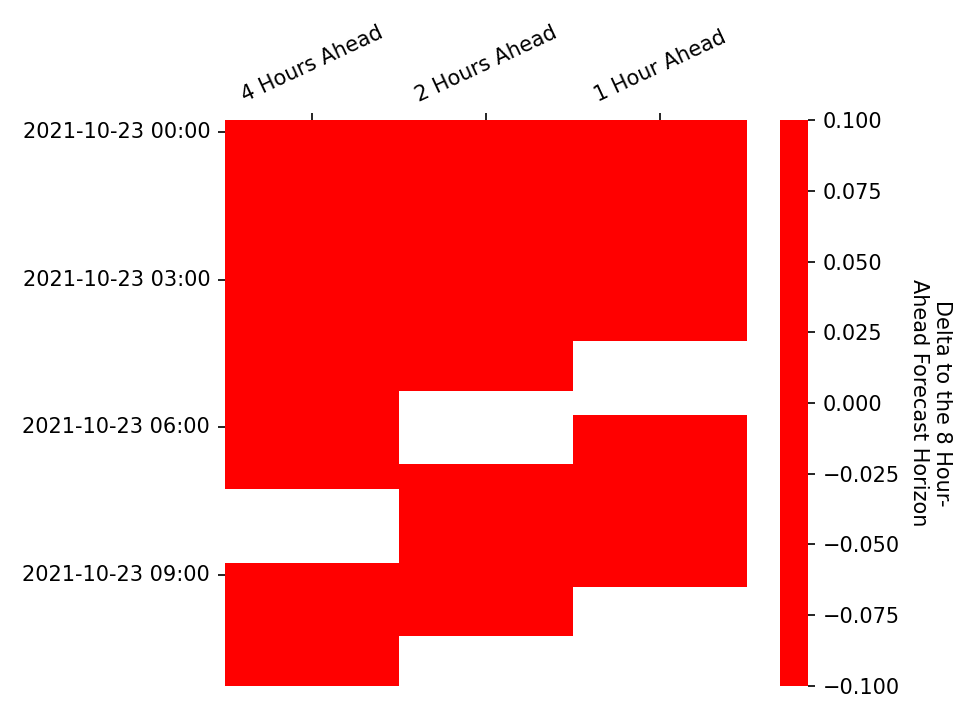 4 Hours Ahead
2 Hours Ahead
1 Hour Ahead
2021-10-23 00:00
2021-10-23 03:00
2021-10-23 06:00
2021-10-23 09:00
0.100
0.075
0.050
0.025
0.000
−0.025
−0.050
−0.075
−0.100
Delta to the 8 Hour-
Ahead Forecast Horizon